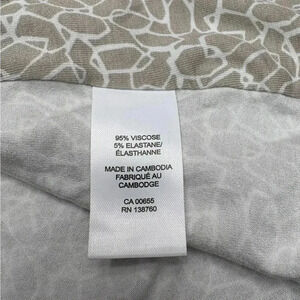 95% VISCOSE
5% ELASTANE/
ÉLASTHANNE
MADE IN CAMBODIA
FABRIQUÉ AU
CAMBODGE
CA 00655
RN 138760